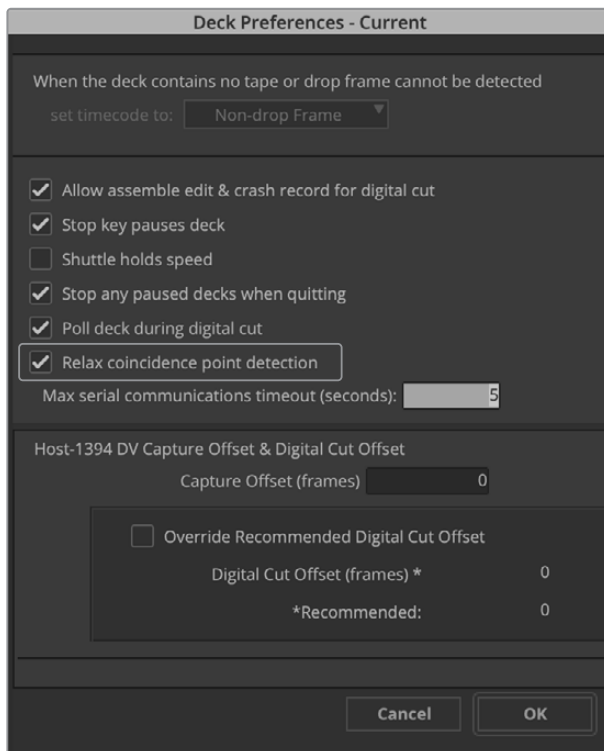 Deck Preferences - Current
When the deck contains no tape or drop frame cannot be detected
set timecode to: Non-drop Frame
Allow assemble edit & crash record for digital cut
Stop key pauses deck
Shuttle holds speed
Stop any paused decks when quitting
Poll deck during digital cut
Relax coincidence point detection
Max serial communications timeout (seconds): 5
Host-1394 DV Capture Offset & Digital Cut Offset
Capture Offset (frames) 0
Override Recommended Digital Cut Offset
Digital Cut Offset (frames) * 0
*Recommended: 0
Cancel OK